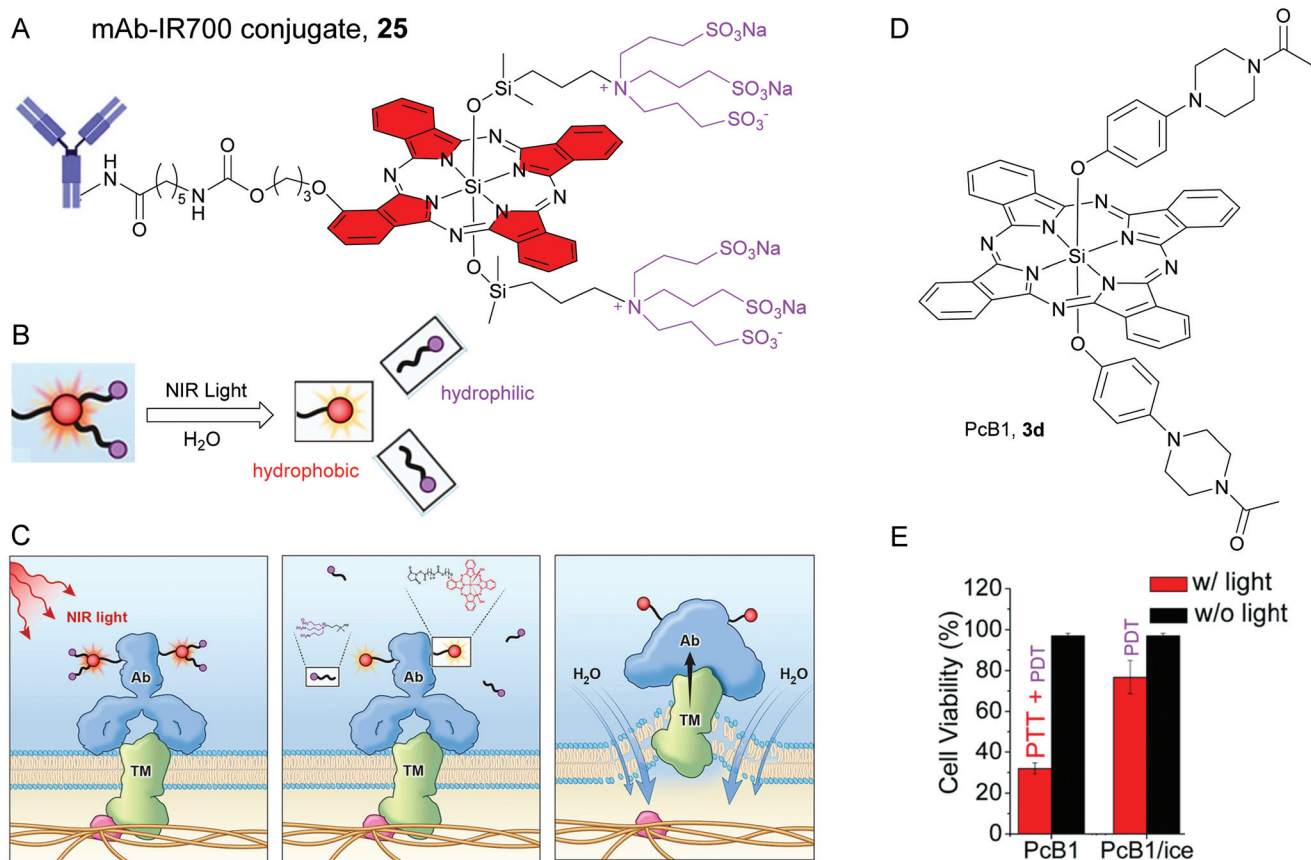 A
mAb-IR700 conjugate, 25
SO3Na
SO3Na
SO3-
Si
N
+
O
HN
O
5
N
H
O
O
3
O
N
N
N
N
Si
N
N
N
N
O
Si
N
+
SO3Na
SO3Na
SO3-
B
NIR Light
H2O
hydrophobic
hydrophilic
C
NIR light
Ab
TM
Ab
TM
H2O
Ab
TM
H2O
D
O
N
N
O
N
N
N
N
Si
N
N
N
N
O
PcB1, 3d
N
N
O
E
Cell Viability (%)
120
100
80
60
40
20
0
w/ light
w/o light
PTT + PDT
PDT
PcB1
PcB1/ice